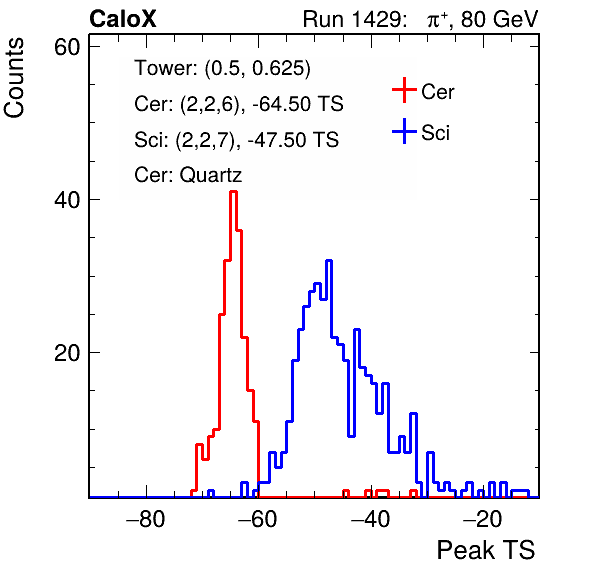 CaloX Run 1429: π⁺, 80 GeV
Counts
60
40
20
Tower: (0.5, 0.625)
Cer: (2,2,6), -64.50 TS
Sci: (2,2,7), -47.50 TS
Cer: Quartz
Cer
Sci
−80 −60 −40 −20
Peak TS